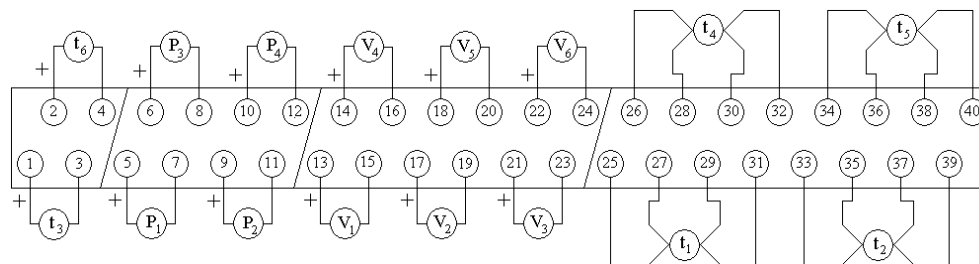 t4 t5
t6 P3 P4 V4 V5 V6
+ + + + + +
2 4 6 8 10 12 14 16 18 20 22 24 26 28 30 32 34 36 38 40
1 3 5 7 9 11 13 15 17 19 21 23 25 27 29 31 33 35 37 39
+ + + + + +
t3 P1 P2 V1 V2 V3
t1 t2